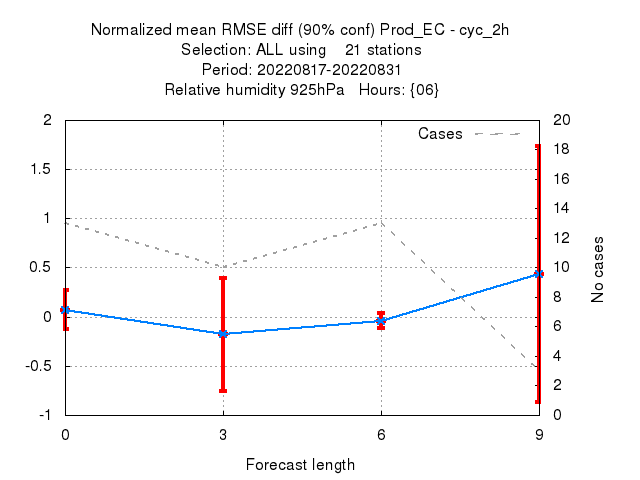 Normalized mean RMSE diff (90% conf) Prod_EC - cyc_2h
Selection: ALL using    21 stations
Period: 20220817-20220831
Relative humidity 925hPa   Hours: {06}
Cases
2
1.5
1
0.5
0
-0.5
-1
20
18
16
14
12
10
8
6
4
2
0
No cases
0 3 6 9
Forecast length